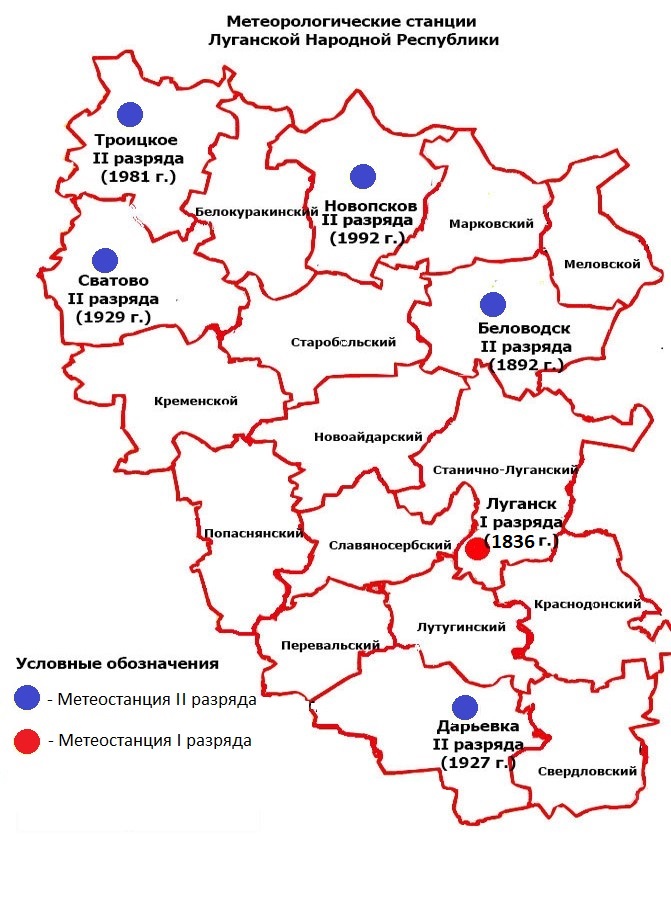 Метеорологические станции
Луганской Народной Республики
Троицкое
II разряда
(1981 г.)
Белокуракинский
Новопсков
II разряда
(1992 г.)
Марковский
Меловской
Сватово
II разряда
(1929 г.)
Старобельский
Беловодск
II разряда
(1892 г.)
Кременской
Новоайдарский
Станично-Луганский
Луганск
I разряда
(1836 г.)
Попаснянский
Славяносербский
Краснодонский
Лутугинский
Перевальский
Условные обозначения
- Метеостанция II разряда
- Метеостанция I разряда
Дарьевка
II разряда
(1927 г.)
Свердловский